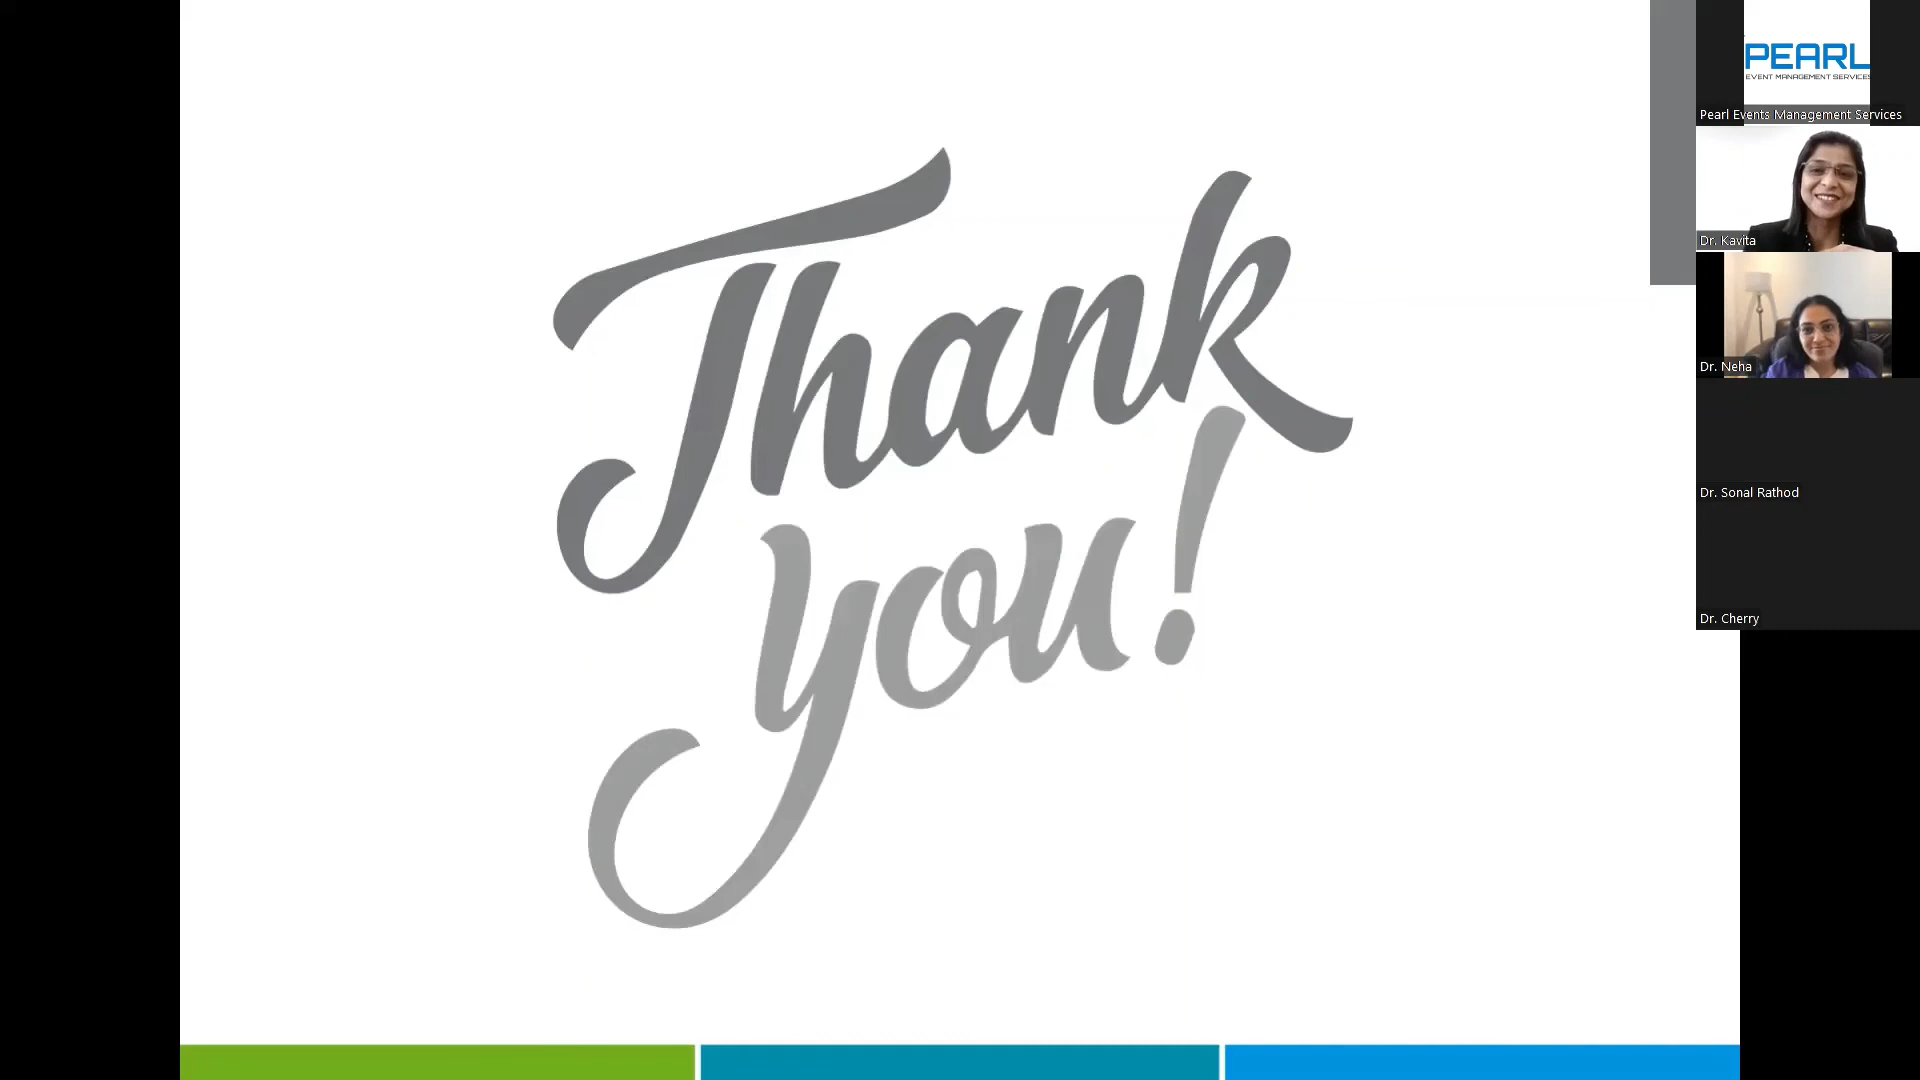 Thank
you!
PEARL
EVENT MANAGEMENT SERVICES
Pearl Events Management Services
Dr. Kavita
Dr. Neha
Dr. Sonal Rathod
Dr. Cherry